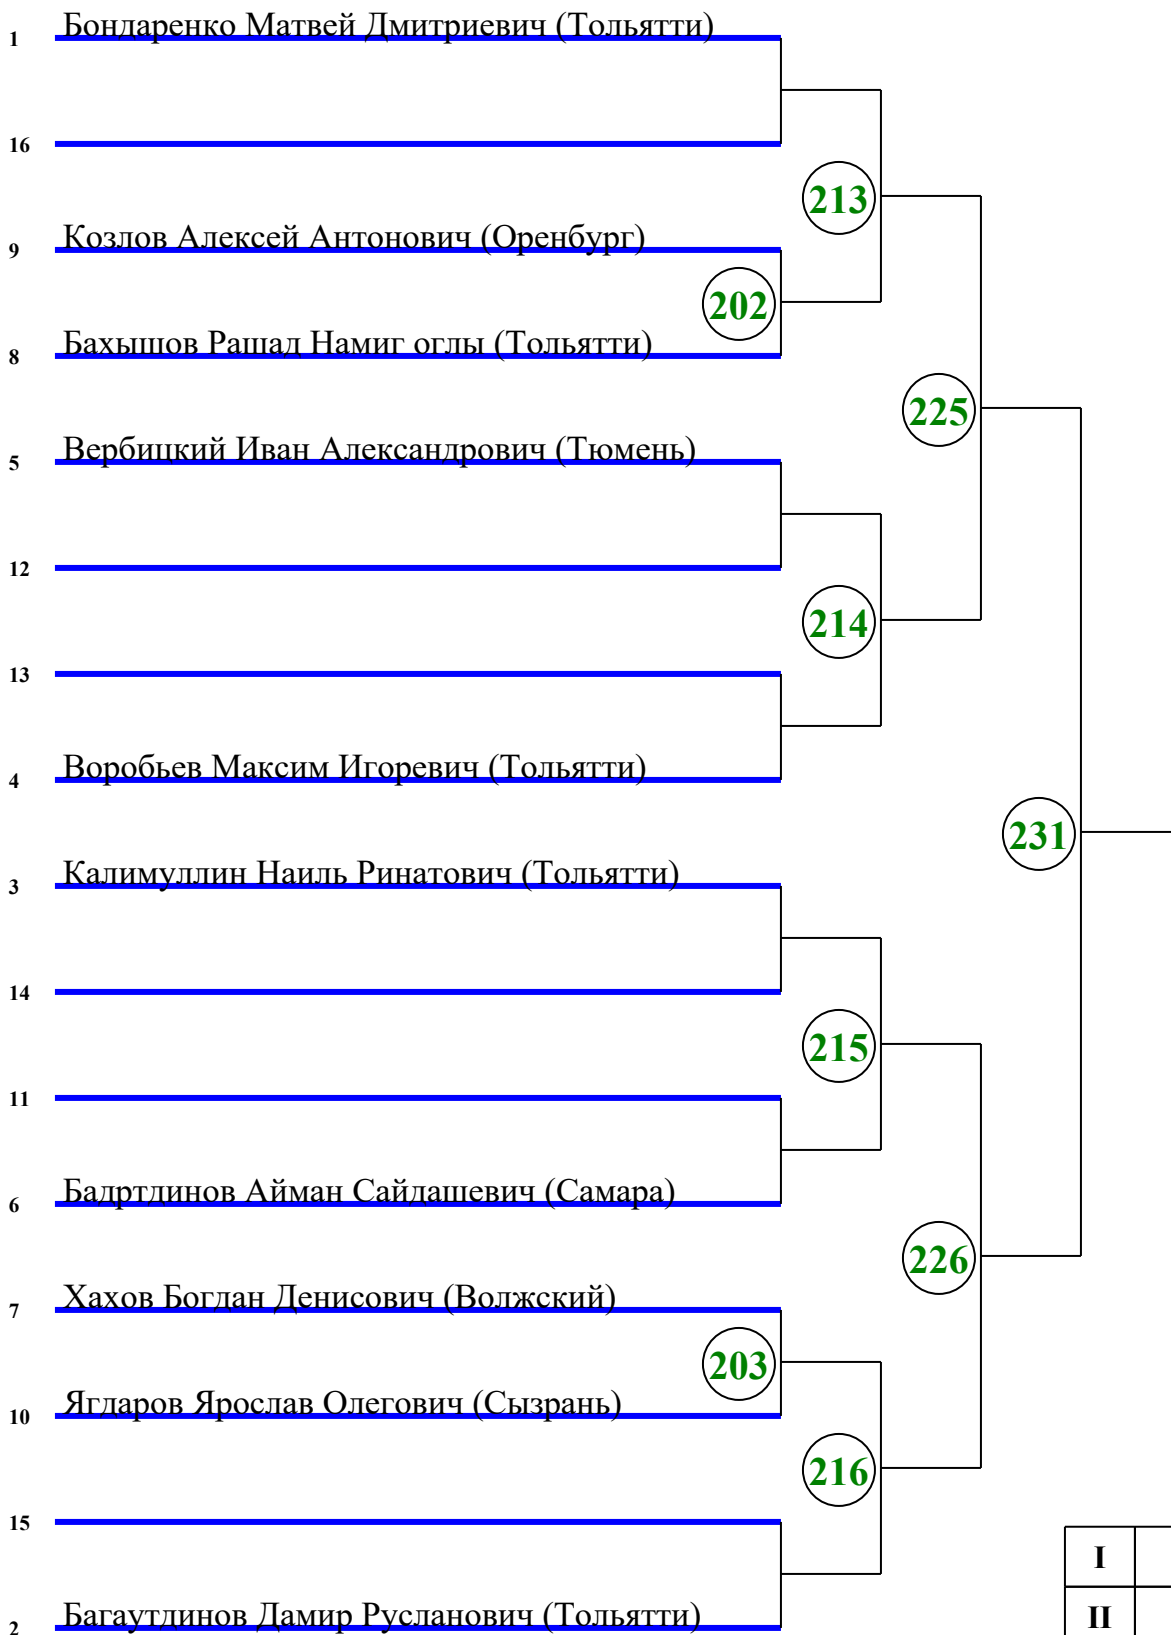 1 Бондаренко Матвей Дмитриевич (Тольятти)
16
213
9 Козлов Алексей Антонович (Оренбург)
202
8 Бахышов Рашад Намиг оглы (Тольятти)
225
5 Вербицкий Иван Александрович (Тюмень)
12
214
13
4 Воробьев Максим Игоревич (Тольятти)
231
3 Калимуллин Наиль Ринатович (Тольятти)
14
215
11
6 Бадртдинов Айман Сайдашевич (Самара)
226
7 Хахов Богдан Денисович (Волжский)
203
10 Ягдаров Ярослав Олегович (Сызрань)
216
15
I
2 Багаутдинов Дамир Русланович (Тольятти)
II